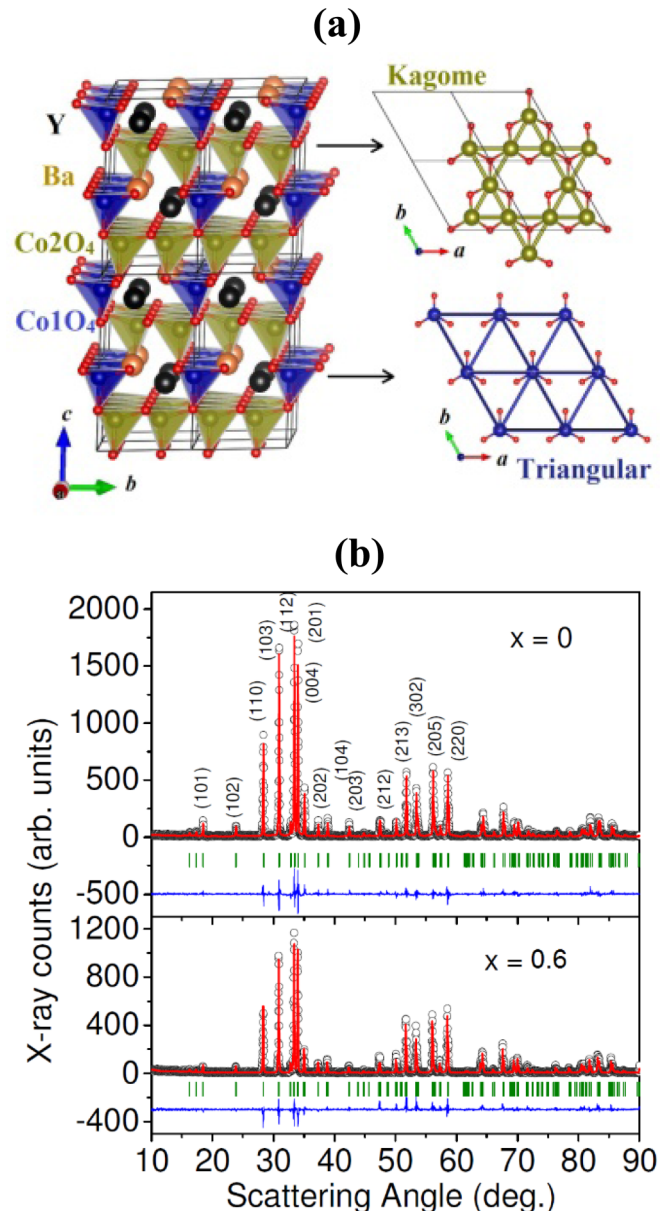 (a)
Kagome
Y
Ba
Co2O₄
Co1O₄
b
a
c
b
a
b
a
Triangular
(b)
2000
1500
1000
500
0
-500
(101)
(102)
(110)
(103)
(112)
(201)
(004)
(202)
(104)
(203)
(212)
(213)
(302)
(205)
(220)
x = 0
X-ray counts (arb. units)
1200
800
400
0
-400
x = 0.6
10 20 30 40 50 60 70 80 90
Scattering Angle (deg.)